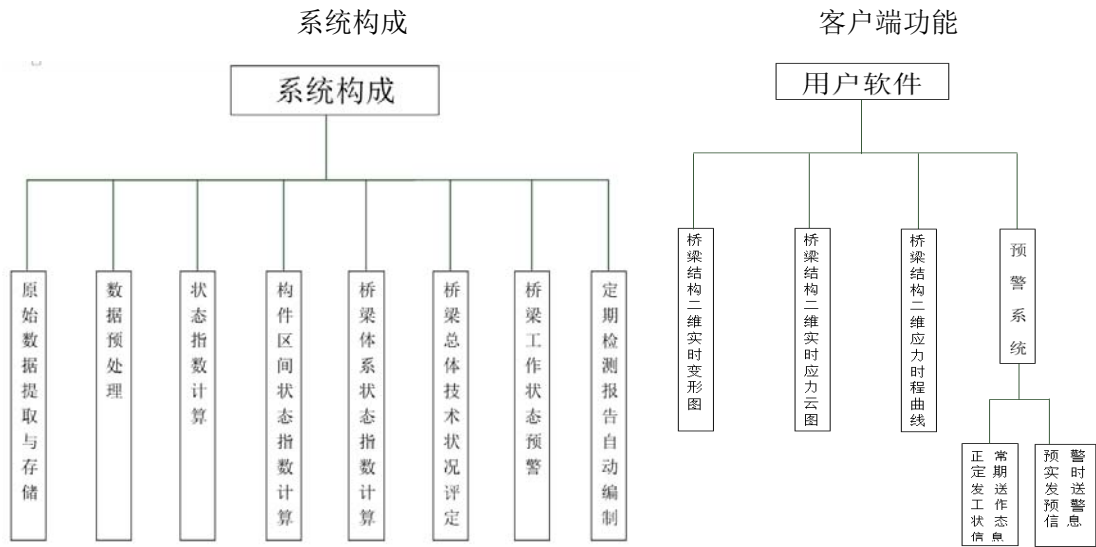 系统构成
客户端功能
系统构成
用户软件
原始数据提取与存储
数据预处理
状态指数计算
构件区间状态指数计算
桥梁体系状态指数计算
桥梁总体技术状况评定
桥梁工作状态预警
定期检测报告自动编制
桥梁结构二维实时变形图
桥梁结构二维实时应力云图
桥梁结构二维应力时程曲线
预警系统
正常
定期
发送
工作
状态
信息
预警
实时
发送
预警
信息